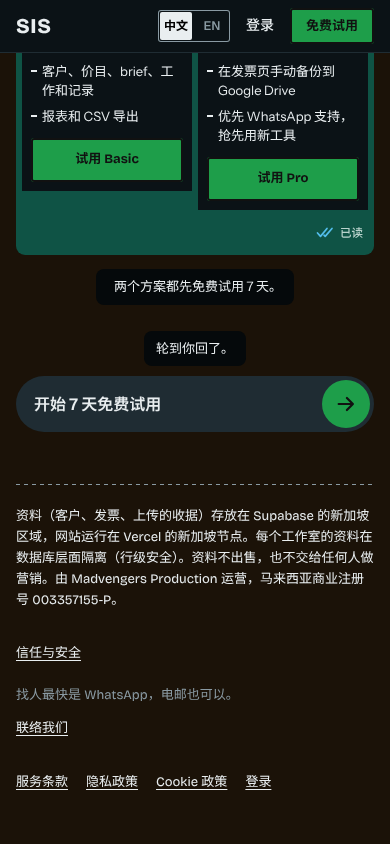 SIS
中文 EN 登录 免费试用
客户、价目、brief、工
作和记录
报表和 CSV 导出
试用 Basic
在发票页手动备份到
Google Drive
优先 WhatsApp 支持，
抢先用新工具
试用 Pro
已读
两个方案都先免费试用 7 天。
轮到你回了。
开始 7 天免费试用
资料（客户、发票、上传的收据）存放在 Supabase 的新加坡
区域，网站运行在 Vercel 的新加坡节点。每个工作室的资料在
数据库层面隔离（行级安全）。资料不出售，也不交给任何人做
营销。由 Madvengers Production 运营，马来西亚商业注册
号 003357155-P。
信任与安全
找人最快是 WhatsApp，电邮也可以。
联络我们
服务条款 隐私政策 Cookie 政策 登录